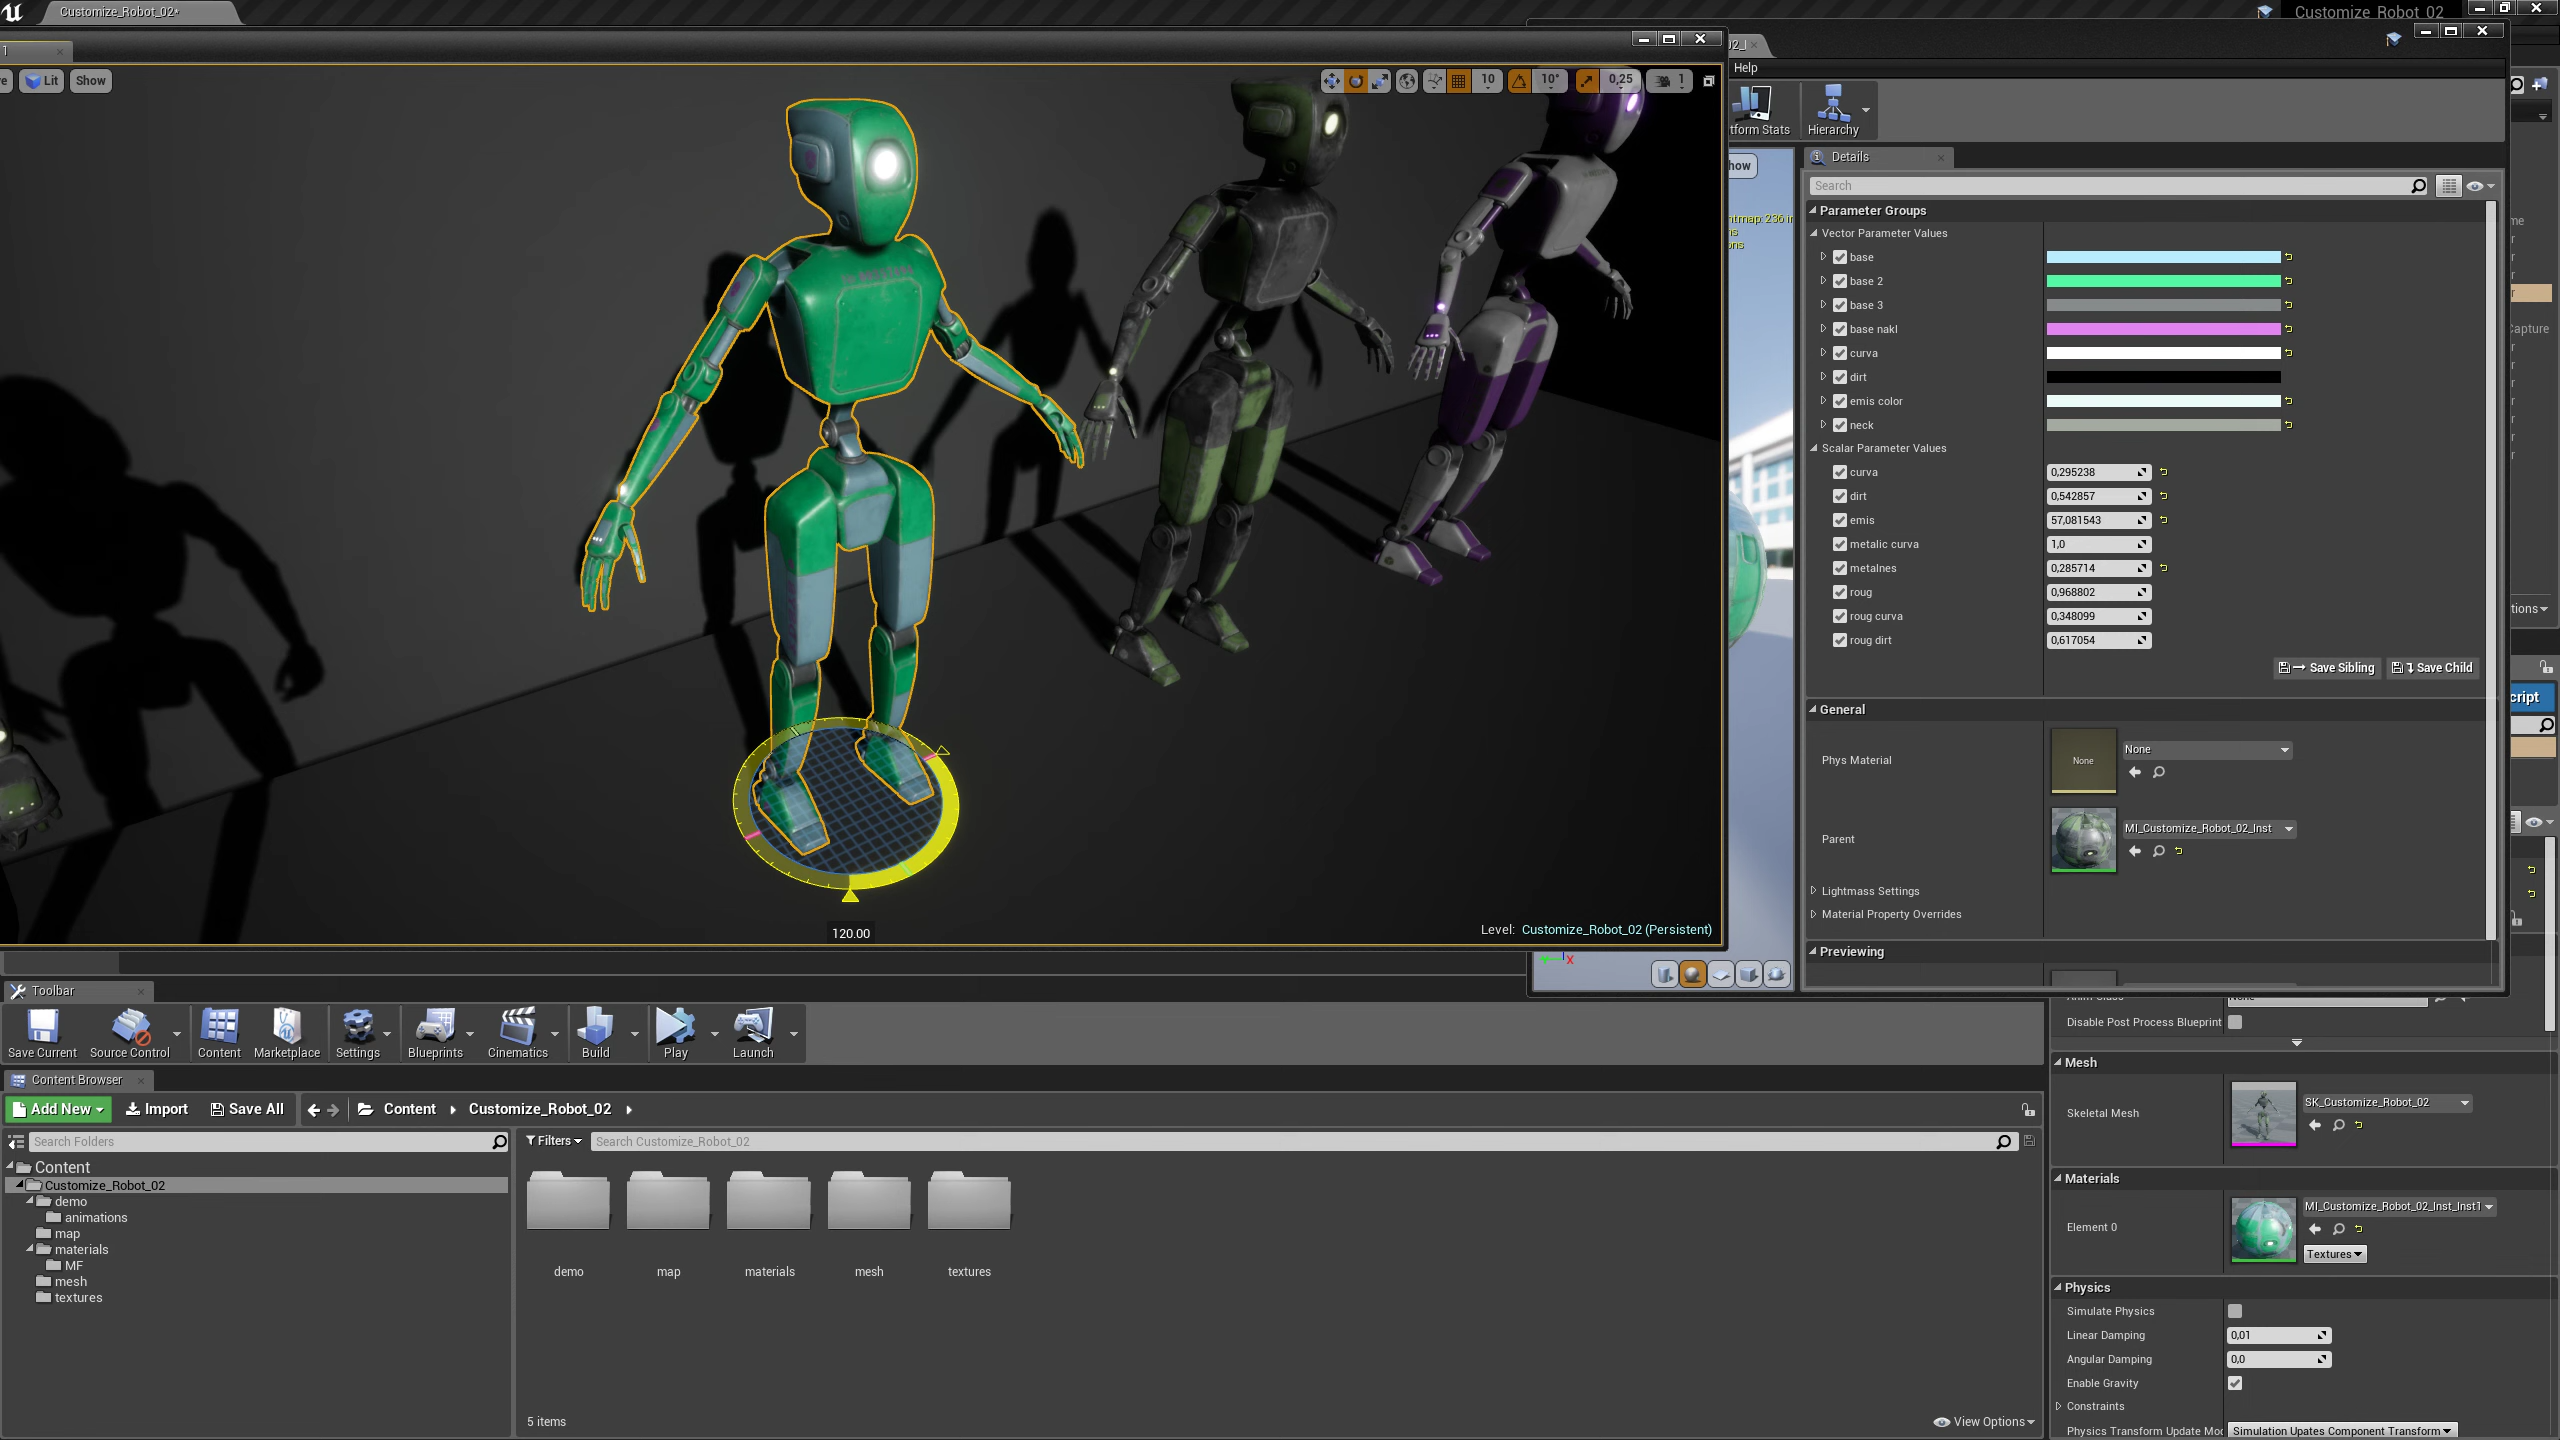 Customize_Robot_02•
Customize_Robot_02
1
Lit
Show
10
10°
0,25
1
Help
Platform Stats
Hierarchy
Details
Search
Parameter Groups
Vector Parameter Values
base
base 2
base 3
base nakl
curva
dirt
emis color
neck
Scalar Parameter Values
curva
0,295238
dirt
0,542857
emis
57,081543
metalic curva
1,0
metalnes
0,285714
roug
0,968802
roug curva
0,348099
roug dirt
0,617054
Save Sibling
Save Child
General
Phys Material
None
None
Parent
MI_Customize_Robot_02_Inst
Lightmass Settings
Material Property Overrides
Previewing
120.00
Level: Customize_Robot_02 (Persistent)
X
Toolbar
Save Current
Source Control
Content
Marketplace
Settings
Blueprints
Cinematics
Build
Play
Launch
Content Browser
Add New
Import
Save All
Content
Customize_Robot_02
Search Folders
Filters
Search Customize_Robot_02
Content
Customize_Robot_02
demo
animations
map
materials
MF
mesh
textures
demo
map
materials
mesh
textures
5 items
View Options
Disable Post Process Blueprint
Mesh
Skeletal Mesh
SK_Customize_Robot_02
Materials
Element 0
MI_Customize_Robot_02_Inst_Inst1
Textures
Physics
Simulate Physics
Linear Damping
0,01
Angular Damping
0,0
Enable Gravity
Constraints
Physics Transform Update Mod
Simulation Upates Component Transform